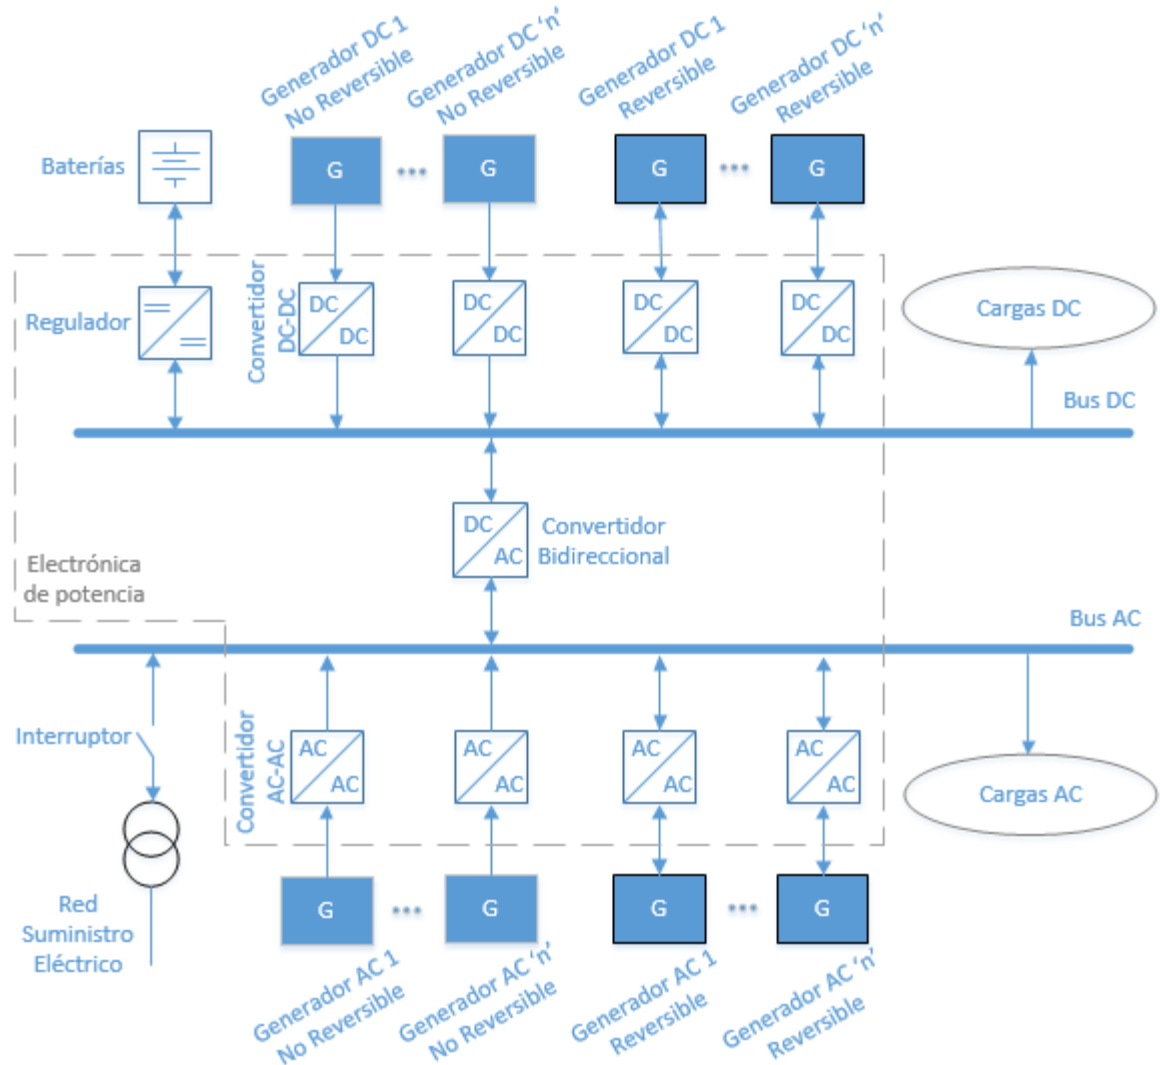 Generador DC 1
No Reversible
Generador DC ‘n’
No Reversible
Generador DC 1
Reversible
Generador DC ‘n’
Reversible
Baterías
G
G
G
G
Regulador
Convertidor
DC-DC
DC
DC
DC
DC
DC
DC
DC
DC
Cargas DC
Bus DC
DC
AC
Convertidor
Bidireccional
Electrónica
de potencia
Bus AC
Interruptor
Convertidor
AC-AC
AC
AC
AC
AC
AC
AC
AC
AC
Cargas AC
Red
Suministro
Eléctrico
G
G
G
G
Generador AC 1
No Reversible
Generador AC ‘n’
No Reversible
Generador AC 1
Reversible
Generador AC ‘n’
Reversible